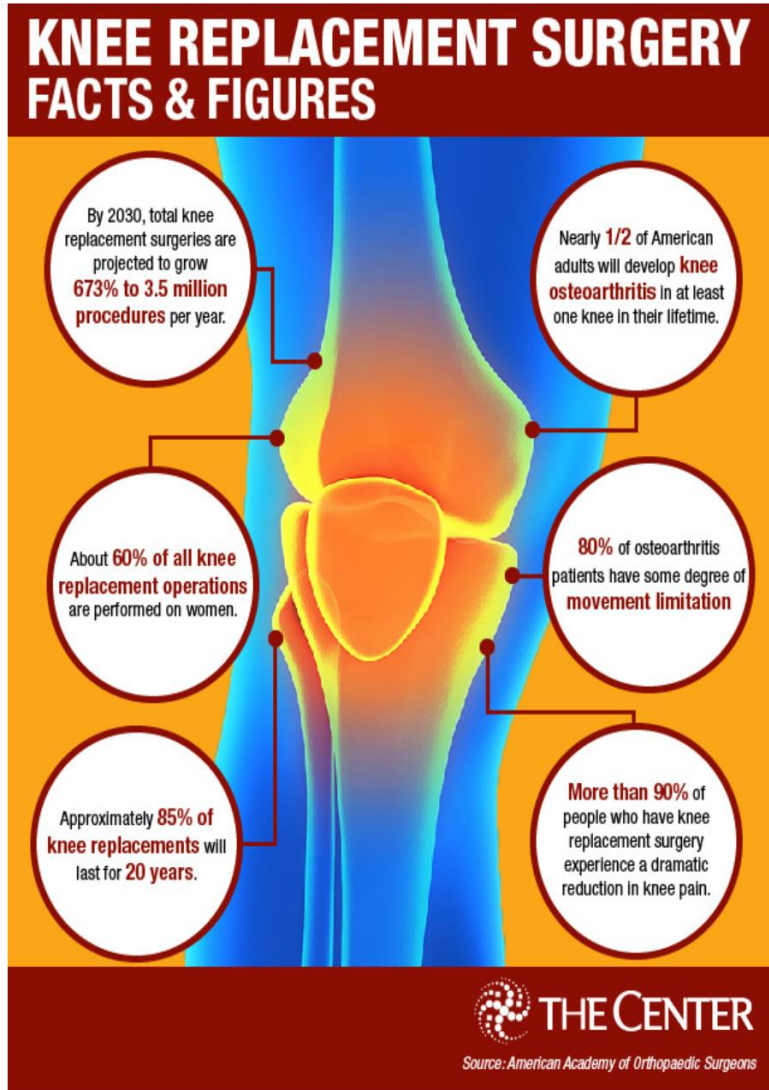 KNEE REPLACEMENT SURGERY
FACTS & FIGURES
By 2030, total knee
replacement surgeries are
projected to grow
673% to 3.5 million
procedures per year.
Nearly 1/2 of American
adults will develop knee
osteoarthritis in at least
one knee in their lifetime.
About 60% of all knee
replacement operations
are performed on women.
80% of osteoarthritis
patients have some degree of
movement limitation
Approximately 85% of
knee replacements will
last for 20 years.
More than 90% of
people who have knee
replacement surgery
experience a dramatic
reduction in knee pain.
THE CENTER
Source: American Academy of Orthopaedic Surgeons